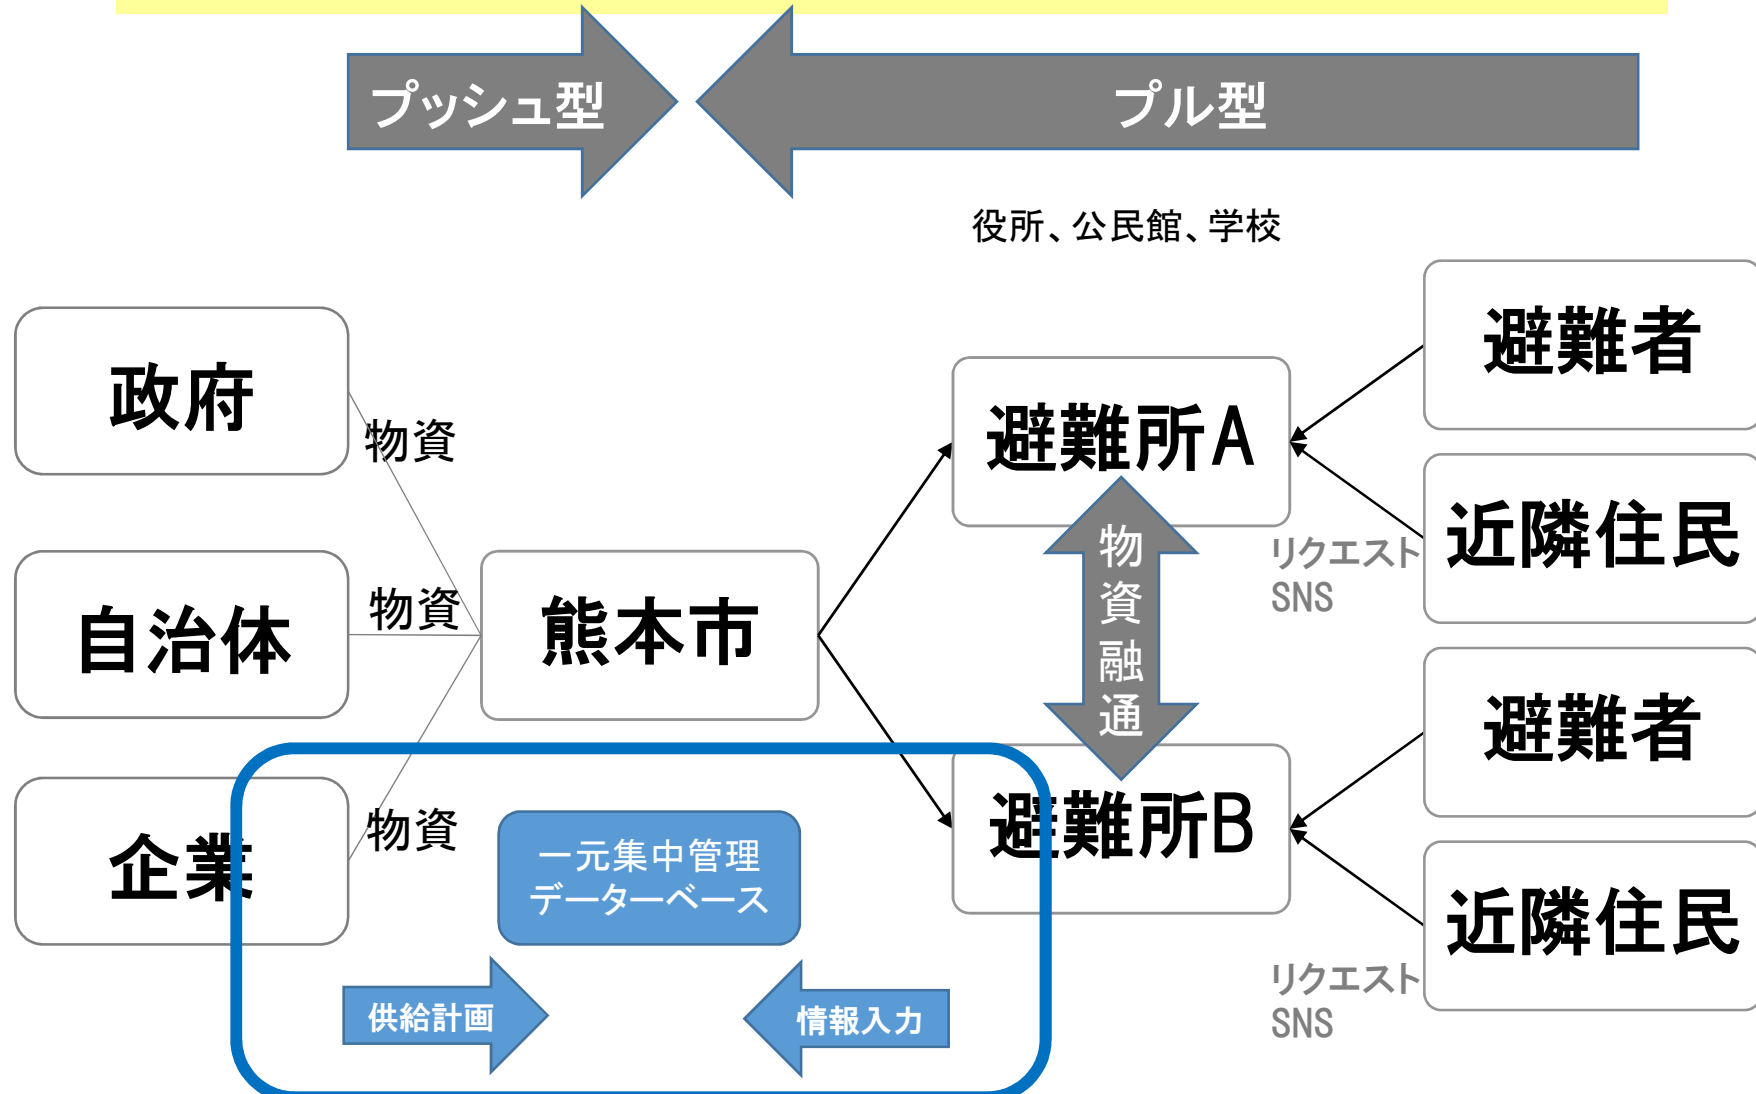 プッシュ型
プル型
役所、公民館、学校
政府
物資
自治体
物資
企業
物資
熊本市
避難所A
物資融通
避難所B
避難者
近隣住民
リクエスト
SNS
避難者
近隣住民
リクエスト
SNS
一元集中管理
データーベース
供給計画
情報入力